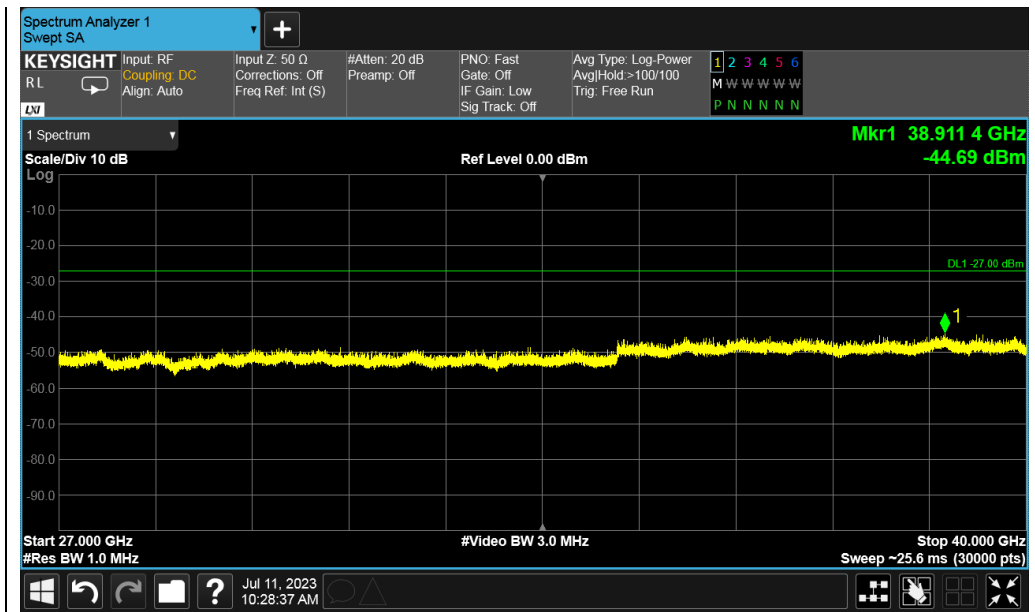 Spectrum Analyzer 1
Swept SA
+
KEYSIGHT
R L
LXI
Input: RF
Coupling: DC
Align: Auto
Input Z: 50 Ω
Corrections: Off
Freq Ref: Int (S)
#Atten: 20 dB
Preamp: Off
PNO: Fast
Gate: Off
IF Gain: Low
Sig Track: Off
Avg Type: Log-Power
Avg|Hold:>100/100
Trig: Free Run
1 2 3 4 5 6
M W W W W W
P N N N N N
1 Spectrum
Scale/Div 10 dB
Ref Level 0.00 dBm
Mkr1 38.911 4 GHz
-44.69 dBm
Log
-10.0
-20.0
DL1 -27.00 dBm
-30.0
-40.0
1
-50.0
-60.0
-70.0
-80.0
-90.0
Start 27.000 GHz
#Video BW 3.0 MHz
Stop 40.000 GHz
#Res BW 1.0 MHz
Sweep ~25.6 ms (30000 pts)
?
Jul 11, 2023
10:28:37 AM